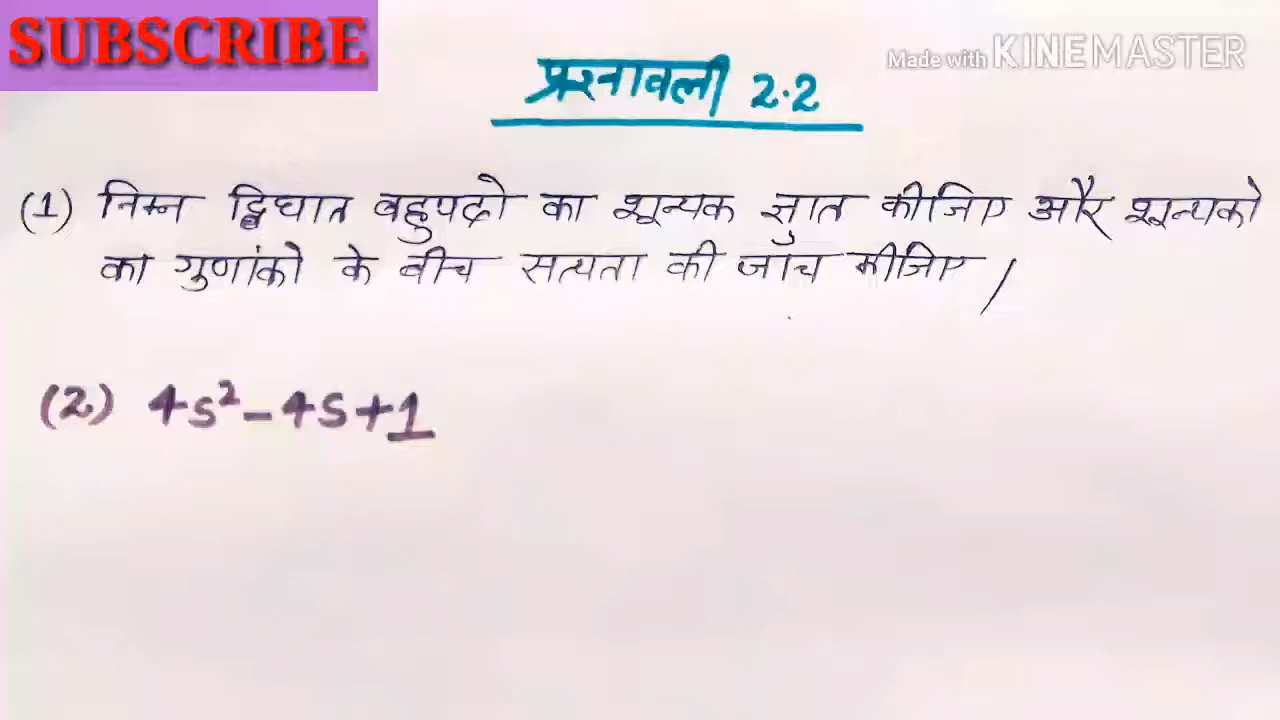 SUBSCRIBE
Made with KINEMASTER
प्रश्नावली 2.2
(1) निम्न द्विघात बहुपदो का शून्यक ज्ञात कीजिए और शून्यको
का गुणांको के बीच सत्यता की जाँच कीजिए /
(2) 4s² - 4s + 1